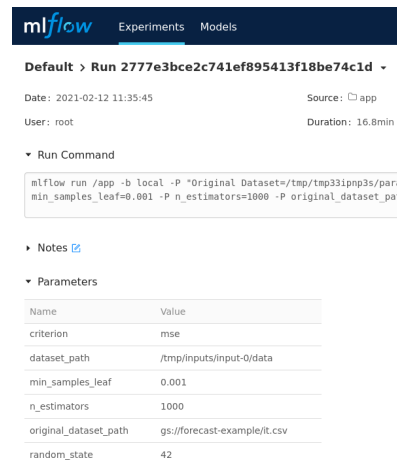 mlflow Experiments Models
Default > Run 2777e3bce2c741ef895413f18be74c1d
Date: 2021-02-12 11:35:45 Source: app
User: root Duration: 16.8min
Run Command
mlflow run /app -b local -P "Original Dataset=/tmp/tmp33ipnp3s/par
min_samples_leaf=0.001 -P n_estimators=1000 -P original_dataset_pa
Notes
Parameters
Name Value
criterion mse
dataset_path /tmp/inputs/input-0/data
min_samples_leaf 0.001
n_estimators 1000
original_dataset_path gs://forecast-example/it.csv
random_state 42